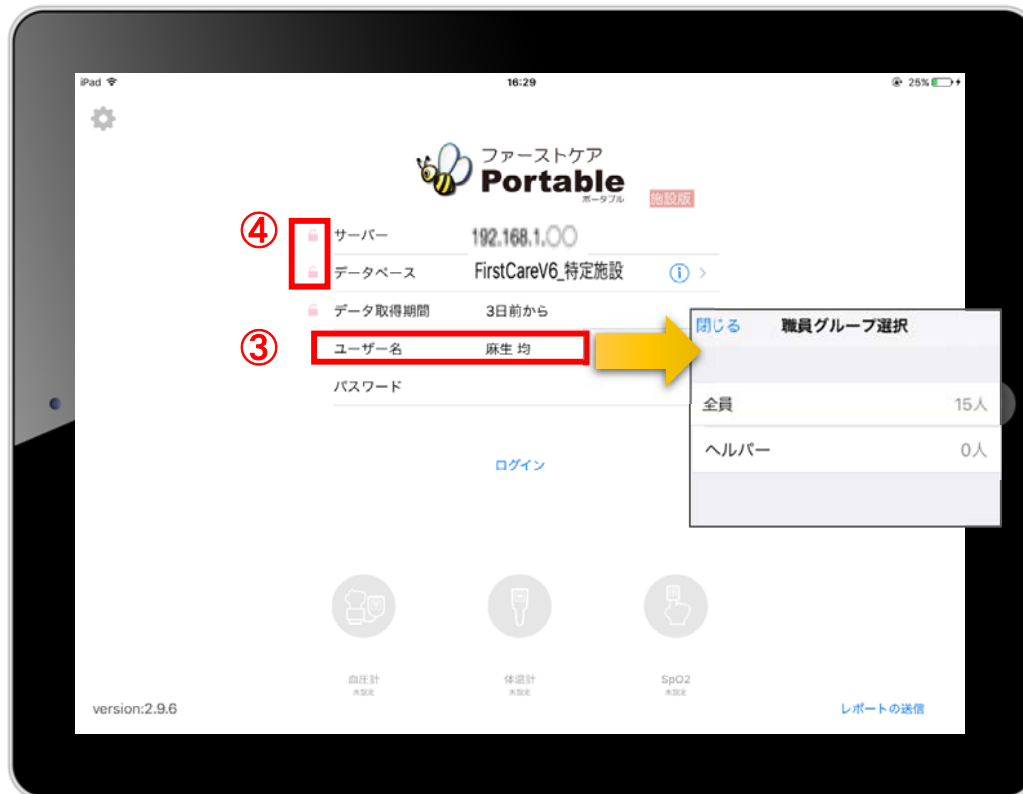 iPad 16:29 25%
ファーストケア
Portable
ポータブル
施設版
④
サーバー 192.168.1.〇〇
データベース FirstCareV6_特定施設
データ取得期間 3日前から
③
ユーザー名 麻生 均
パスワード
ログイン
閉じる 職員グループ選択
全員 15人
ヘルパー 0人
血圧計 体温計 SpO2
未設定 未設定 未設定
version:2.9.6 レポートの送信